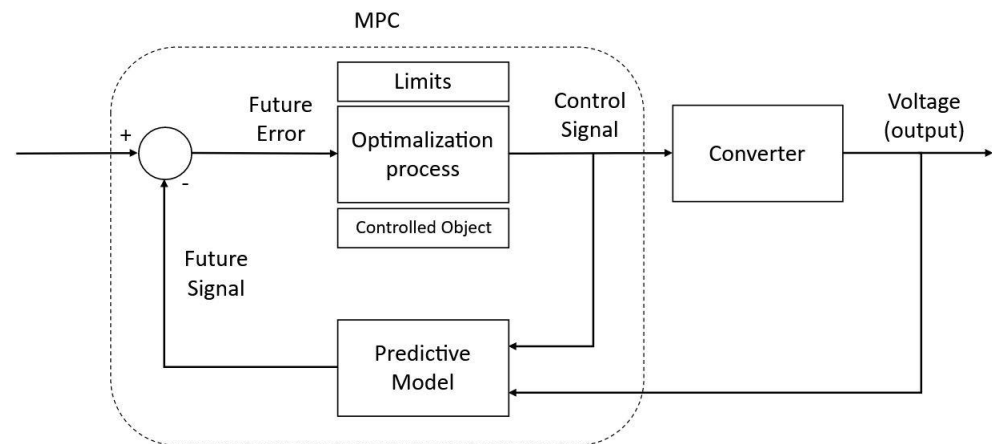 MPC
Limits
Future
Error
Control
Signal
Voltage
(output)
+
Optimalization
process
Converter
-
Controlled Object
Future
Signal
Predictive
Model